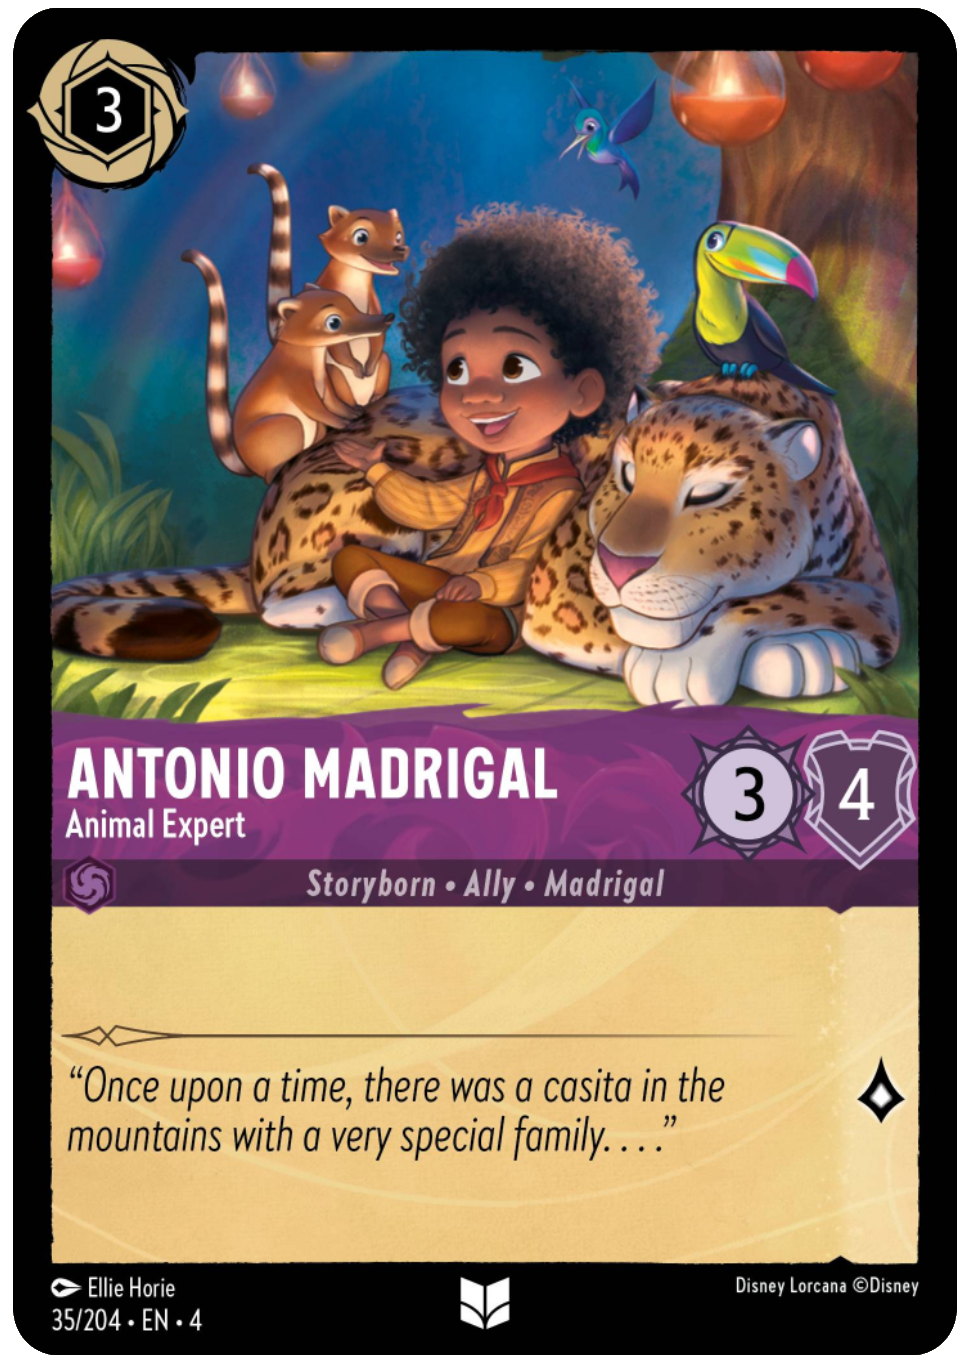 3
ANTONIO MADRIGAL
Animal Expert
3
4
Storyborn • Ally • Madrigal
“Once upon a time, there was a casita in the
mountains with a very special family. . . .”
Ellie Horie
35/204 • EN • 4
Disney Lorcana ©Disney